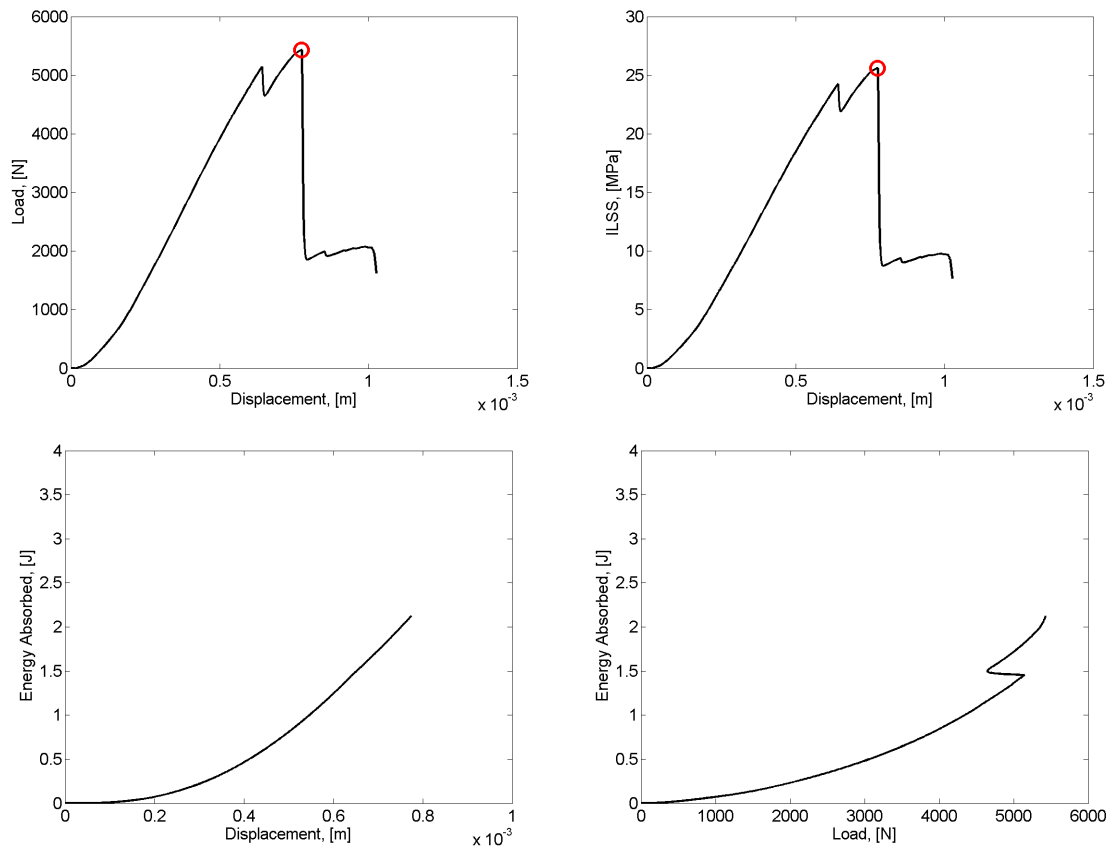 6000
5000
4000
3000
2000
1000
0
Load, [N]
0 0.5 1 1.5
Displacement, [m]
x 10-3
30
25
20
15
10
5
0
ILSS, [MPa]
0 0.5 1 1.5
Displacement, [m]
x 10-3
4
3.5
3
2.5
2
1.5
1
0.5
0
Energy Absorbed, [J]
0 0.2 0.4 0.6 0.8 1
Displacement, [m]
x 10-3
4
3.5
3
2.5
2
1.5
1
0.5
0
Energy Absorbed, [J]
0 1000 2000 3000 4000 5000 6000
Load, [N]